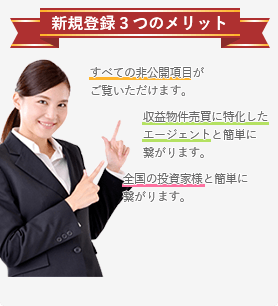 新規登録3つのメリット
すべての非公開項目が
ご覧いただけます。
収益物件売買に特化した
エージェントと簡単に
繋がります。
全国の投資家様と簡単に
繋がります。